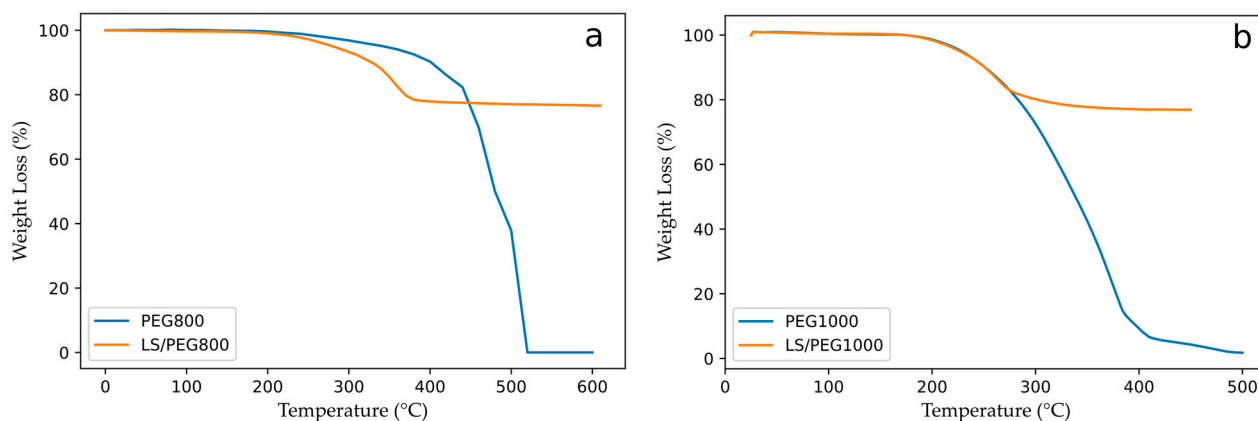 a
100
80
60
40
20
0
Weight Loss (%)
PEG800
LS/PEG800
0 100 200 300 400 500 600
Temperature (°C)
b
100
80
60
40
20
0
Weight Loss (%)
PEG1000
LS/PEG1000
0 100 200 300 400 500
Temperature (°C)